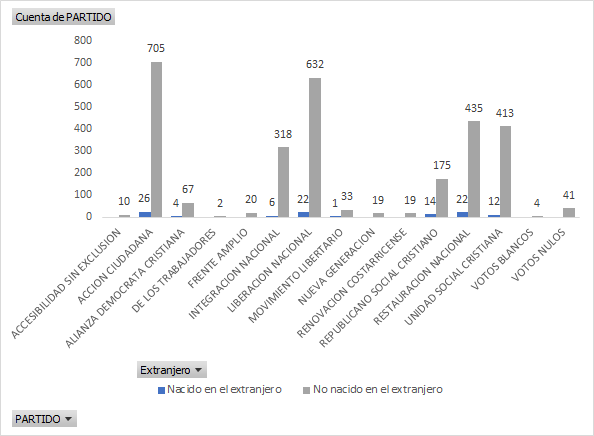 Cuenta de PARTIDO
800
700
600
500
400
300
200
100
0
10
26
705
4
67
2
20
6
318
22
632
1
33
19
19
14
175
22
435
12
413
4
41
ACCESIBILIDAD SIN EXCLUSION
ACCION CIUDADANA
ALIANZA DEMOCRATA CRISTIANA
DE LOS TRABAJADORES
FRENTE AMPLIO
INTEGRACION NACIONAL
LIBERACION NACIONAL
MOVIMIENTO LIBERTARIO
NUEVA GENERACION
RENOVACION COSTARRICENSE
REPUBLICANO SOCIAL CRISTIANO
RESTAURACION NACIONAL
UNIDAD SOCIAL CRISTIANA
VOTOS BLANCOS
VOTOS NULOS
Extranjero
Nacido en el extranjero
No nacido en el extranjero
PARTIDO